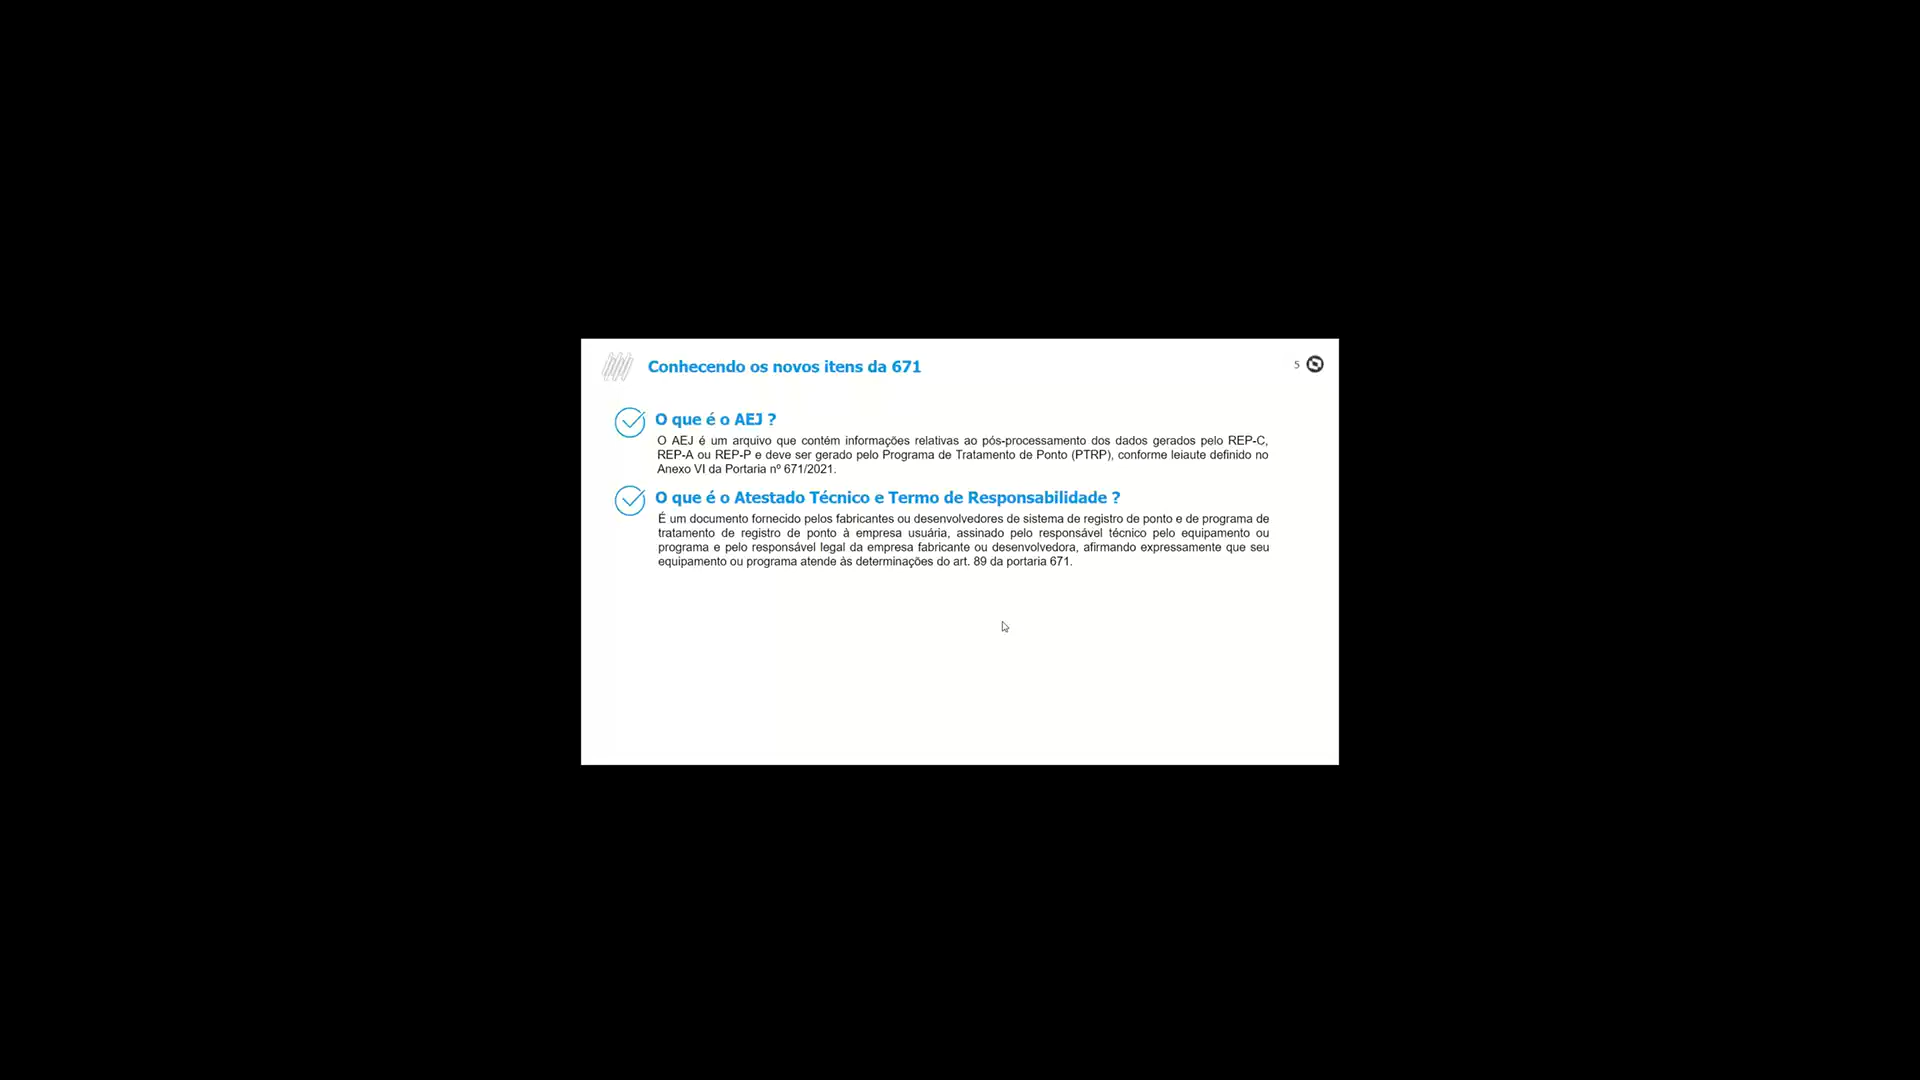 Conhecendo os novos itens da 671
5
O que é o AEJ ?
O AEJ é um arquivo que contém informações relativas ao pós-processamento dos dados gerados pelo REP-C,
REP-A ou REP-P e deve ser gerado pelo Programa de Tratamento de Ponto (PTRP), conforme leiaute definido no
Anexo VI da Portaria nº 671/2021.
O que é o Atestado Técnico e Termo de Responsabilidade ?
É um documento fornecido pelos fabricantes ou desenvolvedores de sistema de registro de ponto e de programa de
tratamento de registro de ponto à empresa usuária, assinado pelo responsável técnico pelo equipamento ou
programa e pelo responsável legal da empresa fabricante ou desenvolvedora, afirmando expressamente que seu
equipamento ou programa atende às determinações do art. 89 da portaria 671.